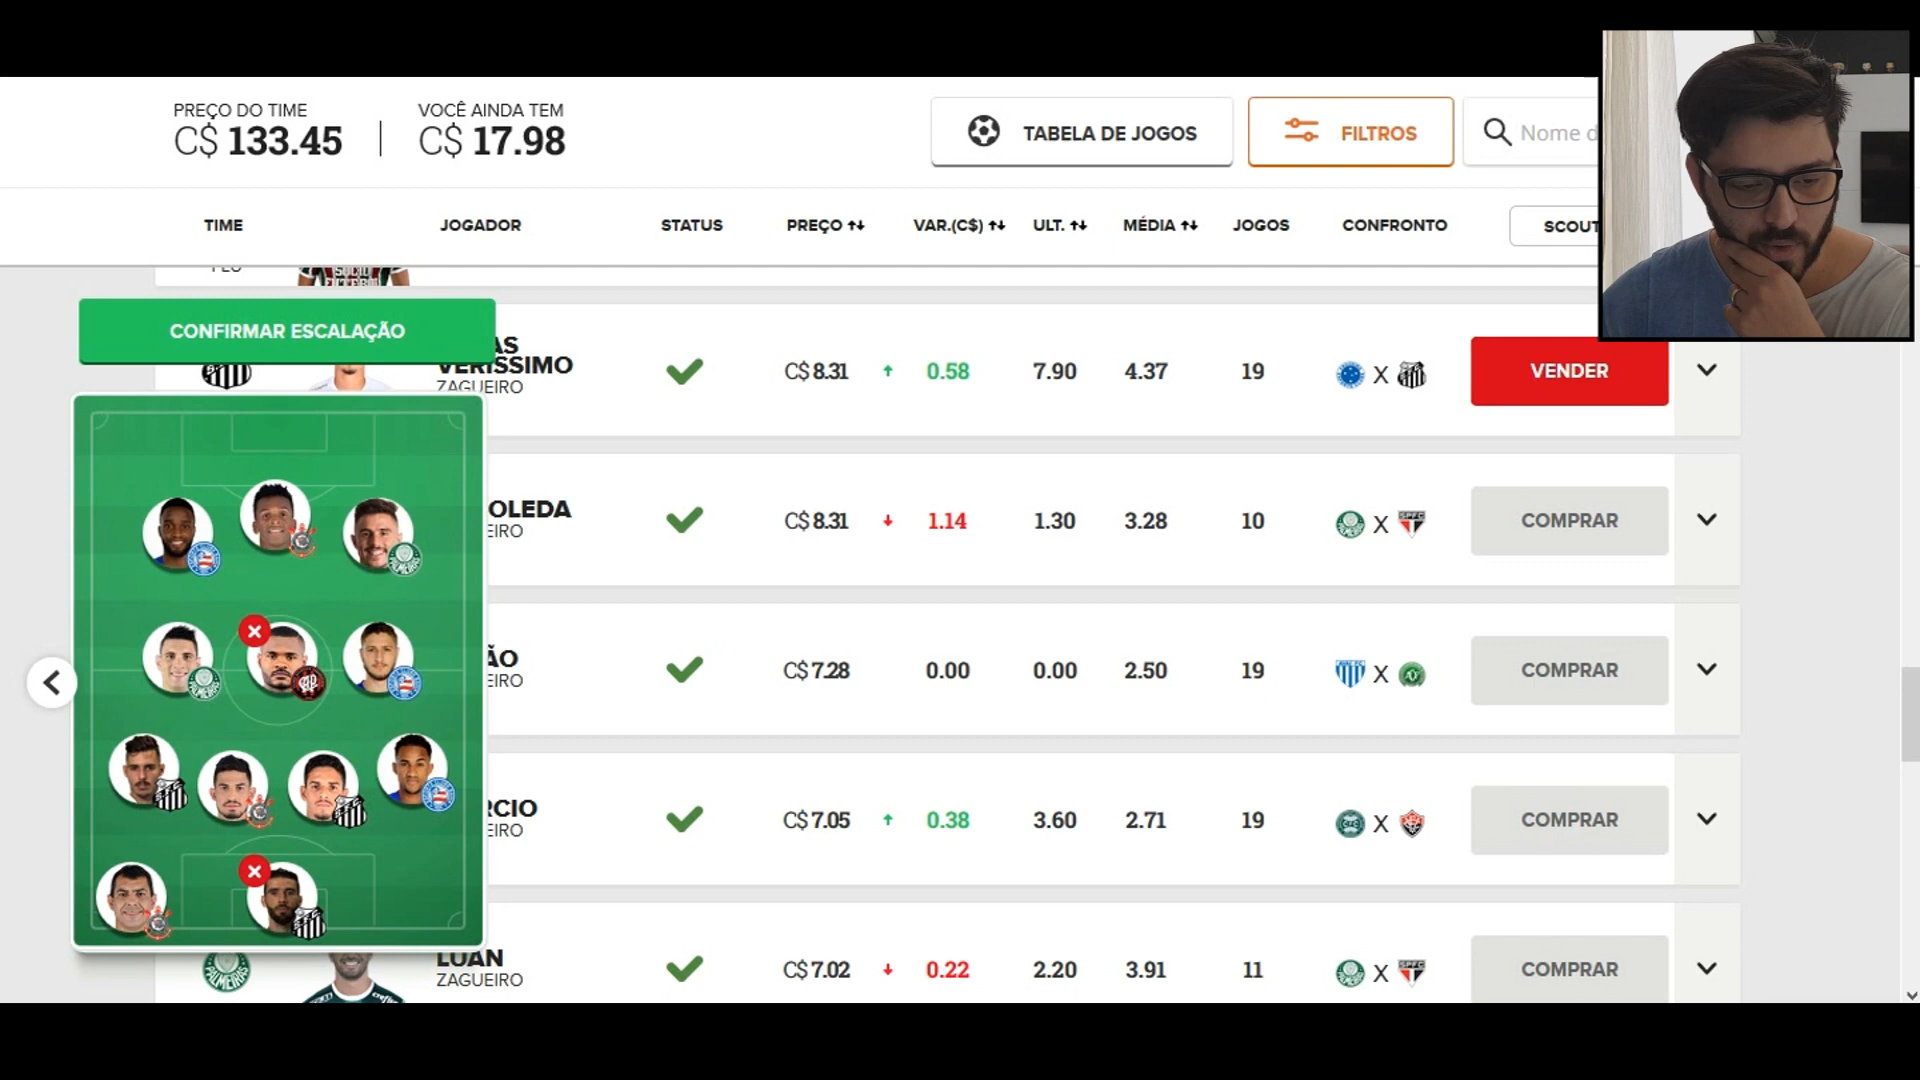 PREÇO DO TIME
C$ 133.45
VOCÊ AINDA TEM
C$ 17.98
TABELA DE JOGOS
FILTROS
Nome d
TIME JOGADOR STATUS PREÇO VAR.(C$) ULT. MÉDIA JOGOS CONFRONTO SCOUT
CONFIRMAR ESCALAÇÃO
AS
VERÍSSIMO
ZAGUEIRO
C$ 8.31 0.58 7.90 4.37 19 X VENDER
OLEDA
EIRO
C$ 8.31 1.14 1.30 3.28 10 X COMPRAR
ÃO
EIRO
C$ 7.28 0.00 0.00 2.50 19 X COMPRAR
RCIO
EIRO
C$ 7.05 0.38 3.60 2.71 19 X COMPRAR
LUAN
ZAGUEIRO
C$ 7.02 0.22 2.20 3.91 11 X COMPRAR
PALMEIRAS